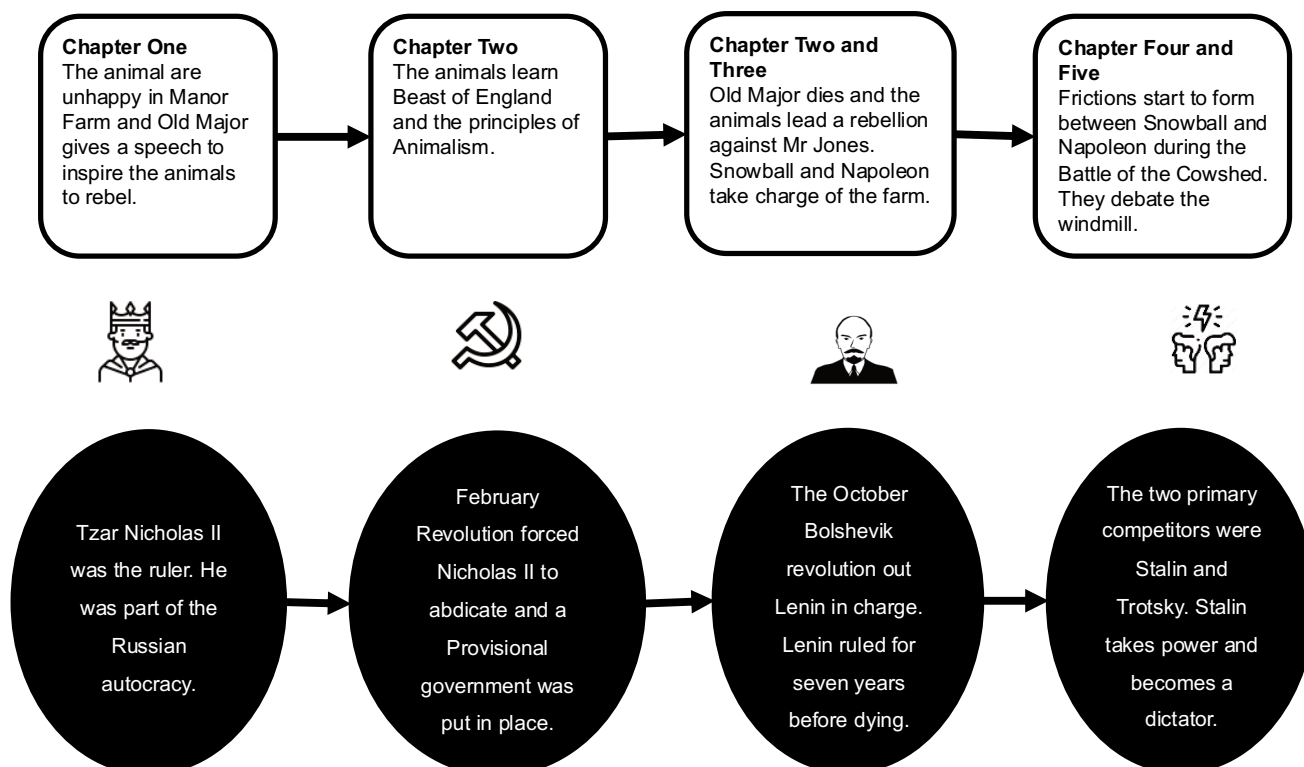 Chapter One
The animal are
unhappy in Manor
Farm and Old Major
gives a speech to
inspire the animals
to rebel.
Chapter Two
The animals learn
Beast of England
and the principles of
Animalism.
Chapter Two and
Three
Old Major dies and the
animals lead a rebellion
against Mr Jones.
Snowball and Napoleon
take charge of the farm.
Chapter Four and
Five
Frictions start to form
between Snowball and
Napoleon during the
Battle of the Cowshed.
They debate the
windmill.
Tzar Nicholas II
was the ruler. He
was part of the
Russian
autocracy.
February
Revolution forced
Nicholas II to
abdicate and a
Provisional
government was
put in place.
The October
Bolshevik
revolution out
Lenin in charge.
Lenin ruled for
seven years
before dying.
The two primary
competitors were
Stalin and
Trotsky. Stalin
takes power and
becomes a
dictator.